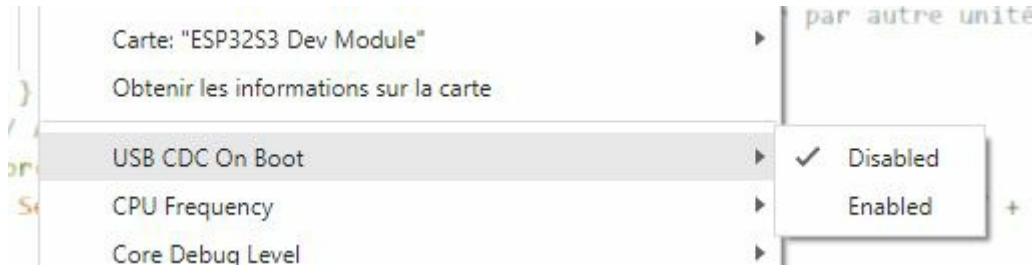 par autre unité
Carte: "ESP32S3 Dev Module"
Obtenir les informations sur la carte
}
USB CDC On Boot
✓ Disabled
CPU Frequency
Enabled
+
Core Debug Level